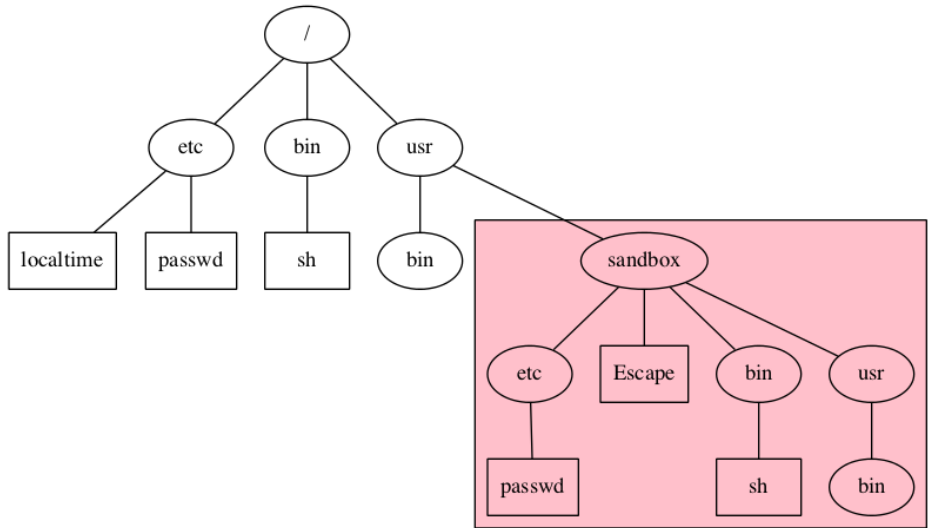 /
etc
bin
usr
localtime
passwd
sh
bin
sandbox
etc
Escape
bin
usr
passwd
sh
bin